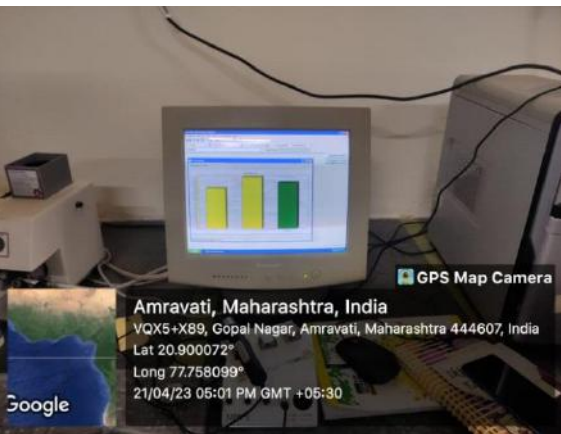 GPS Map Camera
Amravati, Maharashtra, India
VQX5+X89, Gopal Nagar, Amravati, Maharashtra 444607, India
Lat 20.900072°
Long 77.758099°
21/04/23 05:01 PM GMT +05:30
Google